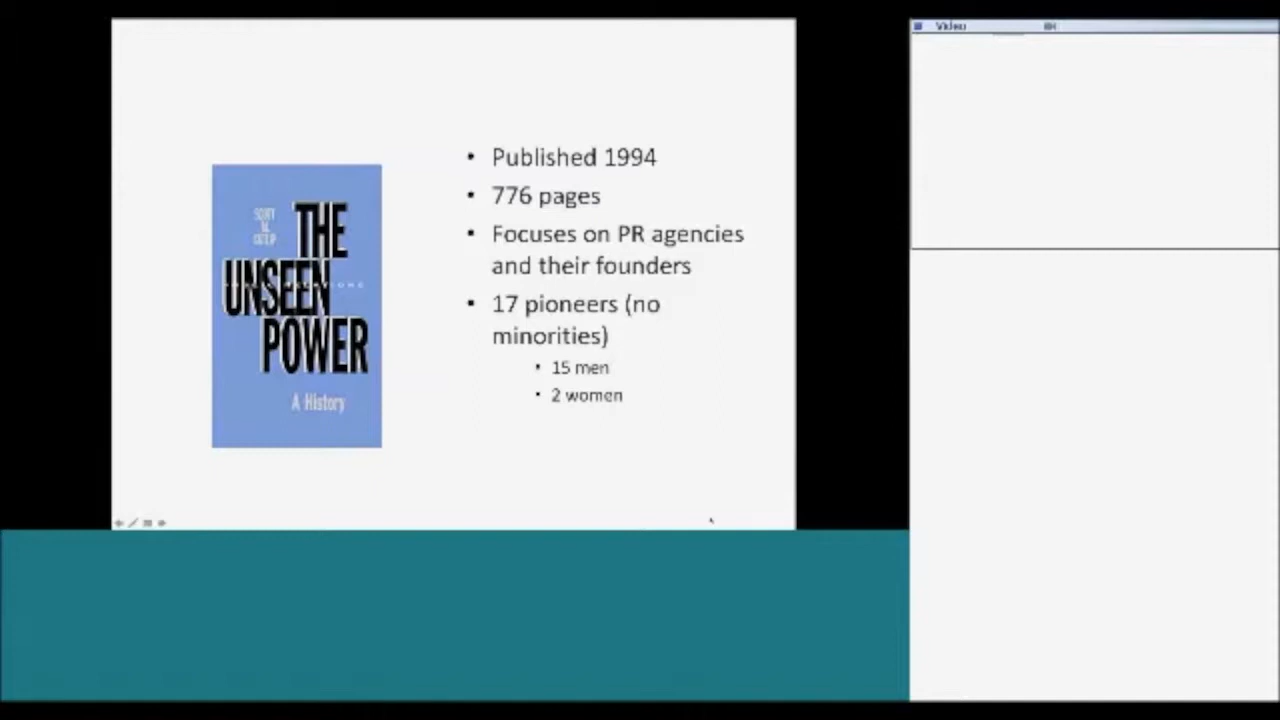 Video
• Published 1994
• 776 pages
• Focuses on PR agencies
and their founders
• 17 pioneers (no
minorities)
• 15 men
• 2 women
THE
UNSEEN
POWER
A History